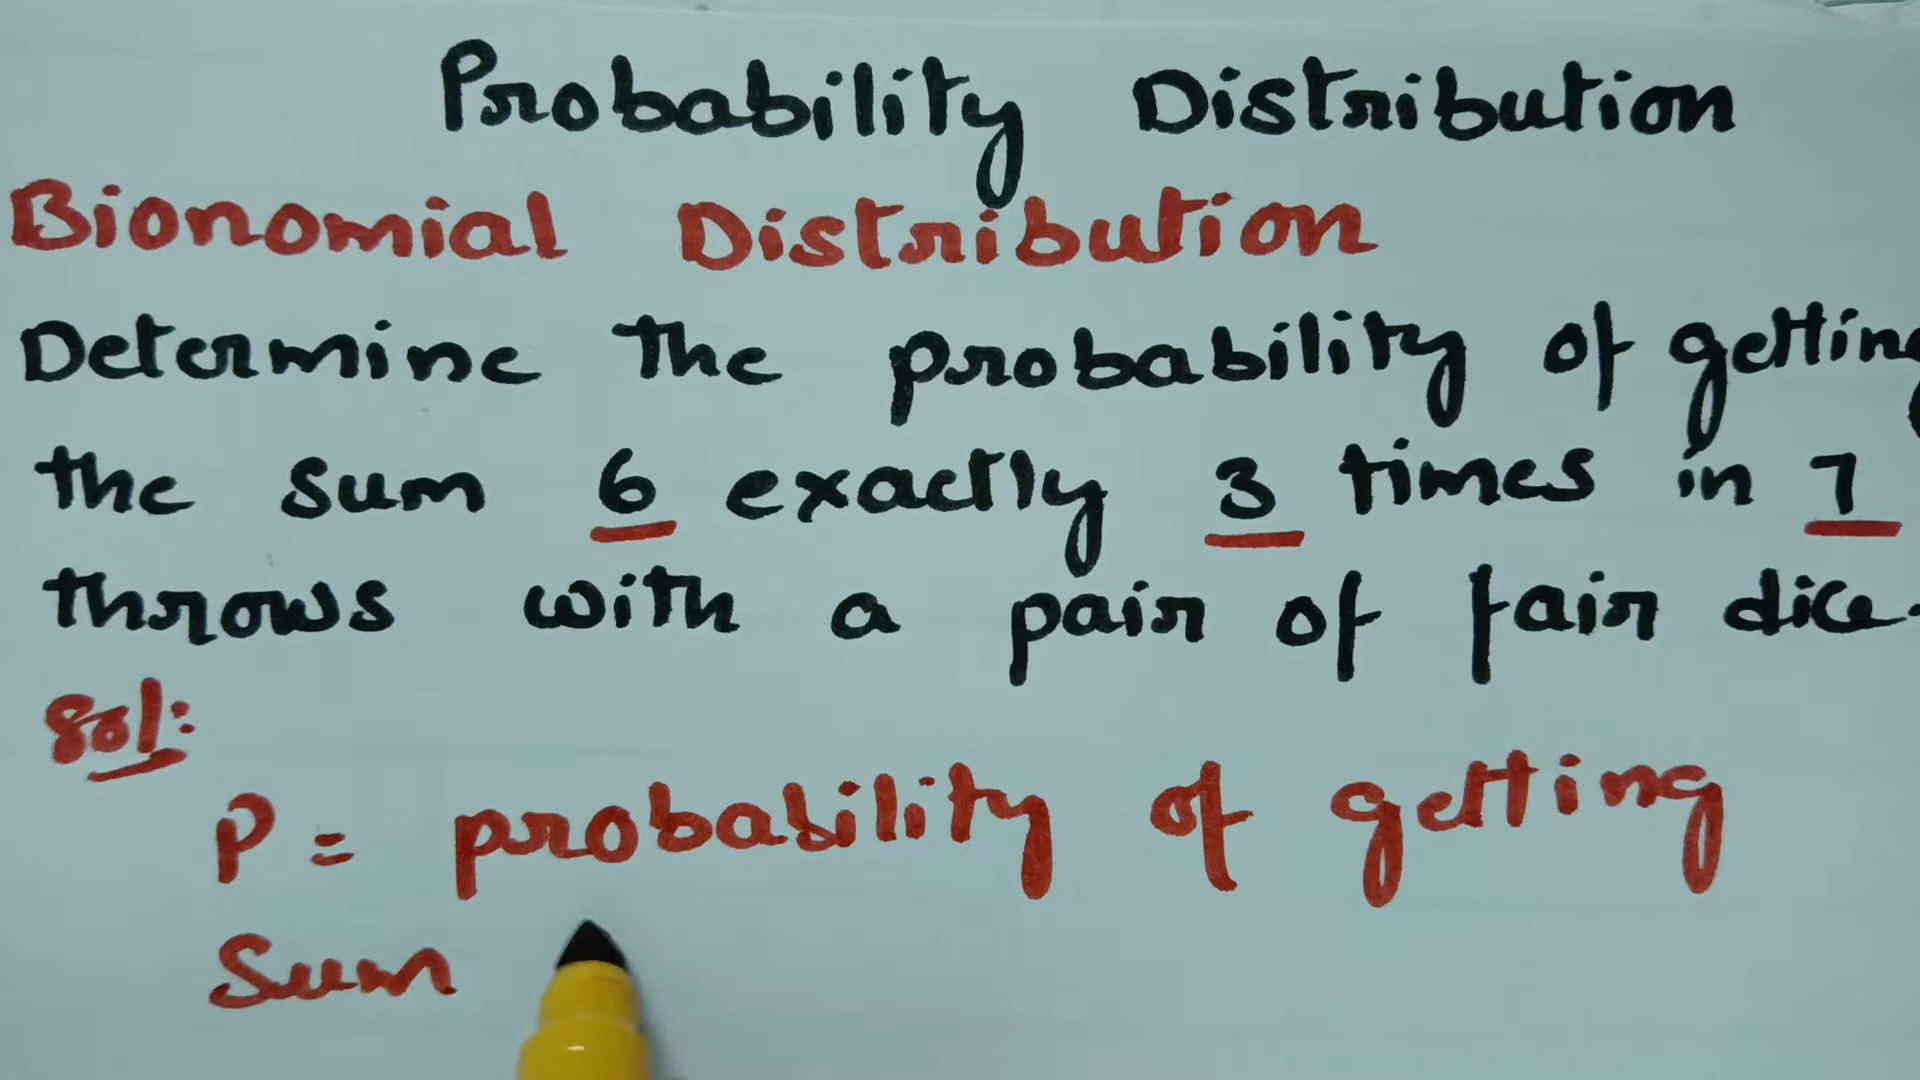 Probability Distribution
Bionomial Distribution
Determine the probability of getting
the sum 6 exactly 3 times in 7
throws with a pair of fair dice.
Sol:
P = probability of getting
Sum